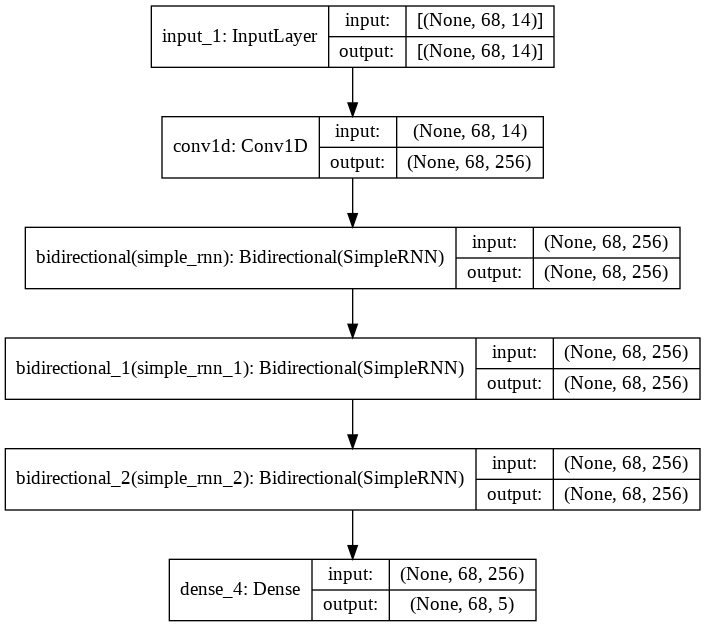 input_1: InputLayer
input: [(None, 68, 14)]
output: [(None, 68, 14)]
conv1d: Conv1D
input: (None, 68, 14)
output: (None, 68, 256)
bidirectional(simple_rnn): Bidirectional(SimpleRNN)
input: (None, 68, 256)
output: (None, 68, 256)
bidirectional_1(simple_rnn_1): Bidirectional(SimpleRNN)
input: (None, 68, 256)
output: (None, 68, 256)
bidirectional_2(simple_rnn_2): Bidirectional(SimpleRNN)
input: (None, 68, 256)
output: (None, 68, 256)
dense_4: Dense
input: (None, 68, 256)
output: (None, 68, 5)